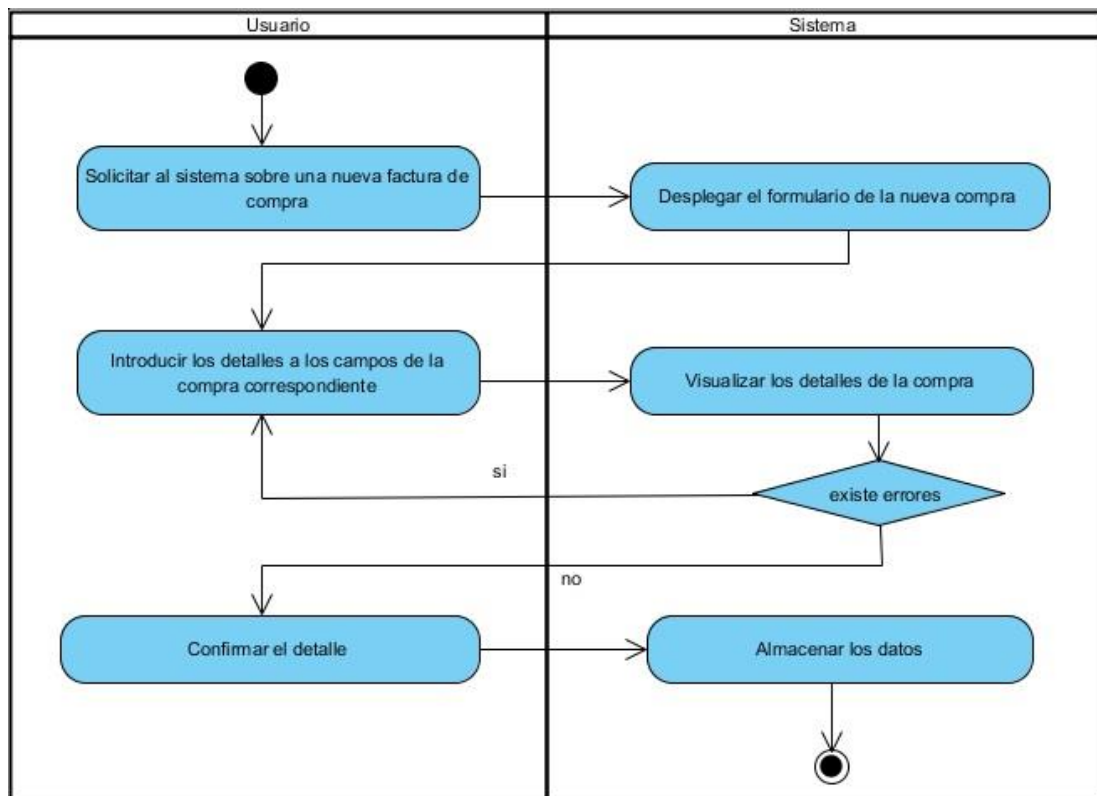 Usuario
Sistema
Solicitar al sistema sobre una nueva factura de
compra
Desplegar el formulario de la nueva compra
Introducir los detalles a los campos de la
compra correspondiente
Visualizar los detalles de la compra
si
existe errores
no
Confirmar el detalle
Almacenar los datos